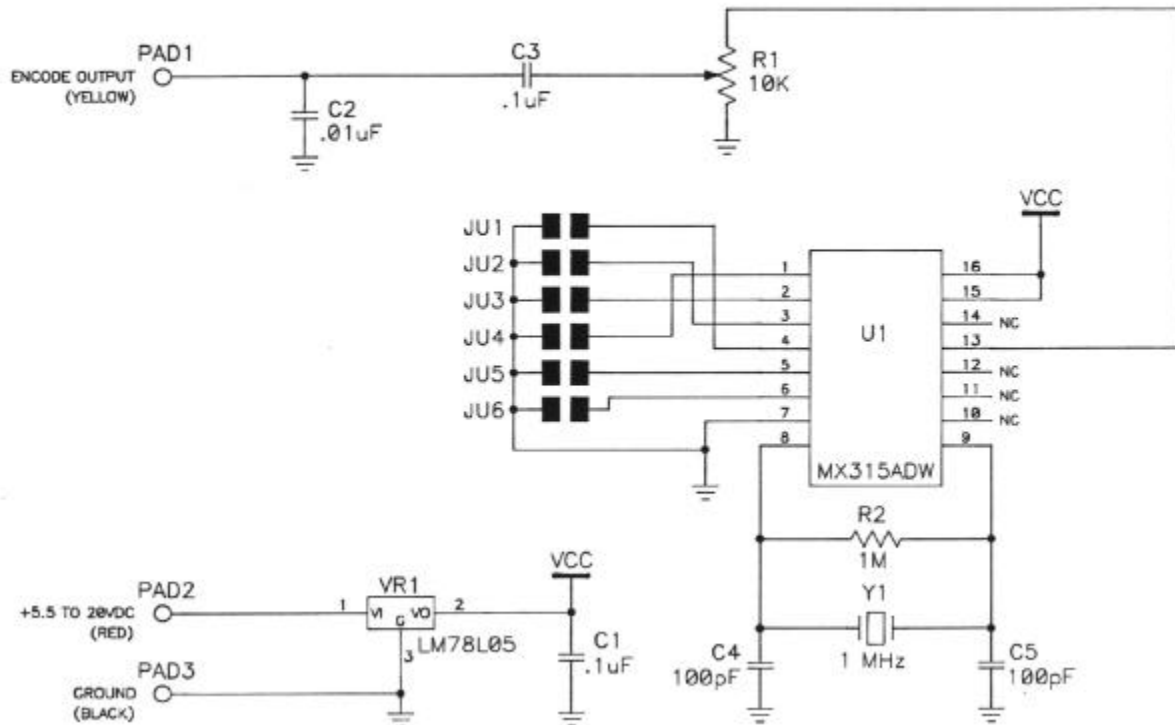 PAD1
ENCODE OUTPUT
(YELLOW)
C2
.01uF
C3
.1uF
R1
10K
JU1
JU2
JU3
JU4
JU5
JU6
1
2
3
4
5
6
7
8
U1
MX315ADW
VCC
16
15
14 NC
13
12 NC
11 NC
10 NC
9
R2
1M
Y1
1 MHz
C4
100pF
C5
100pF
PAD2
+5.5 TO 20VDC
(RED)
1
VR1
VI
G
VO
2
3
LM78L05
VCC
C1
.1uF
PAD3
GROUND
(BLACK)